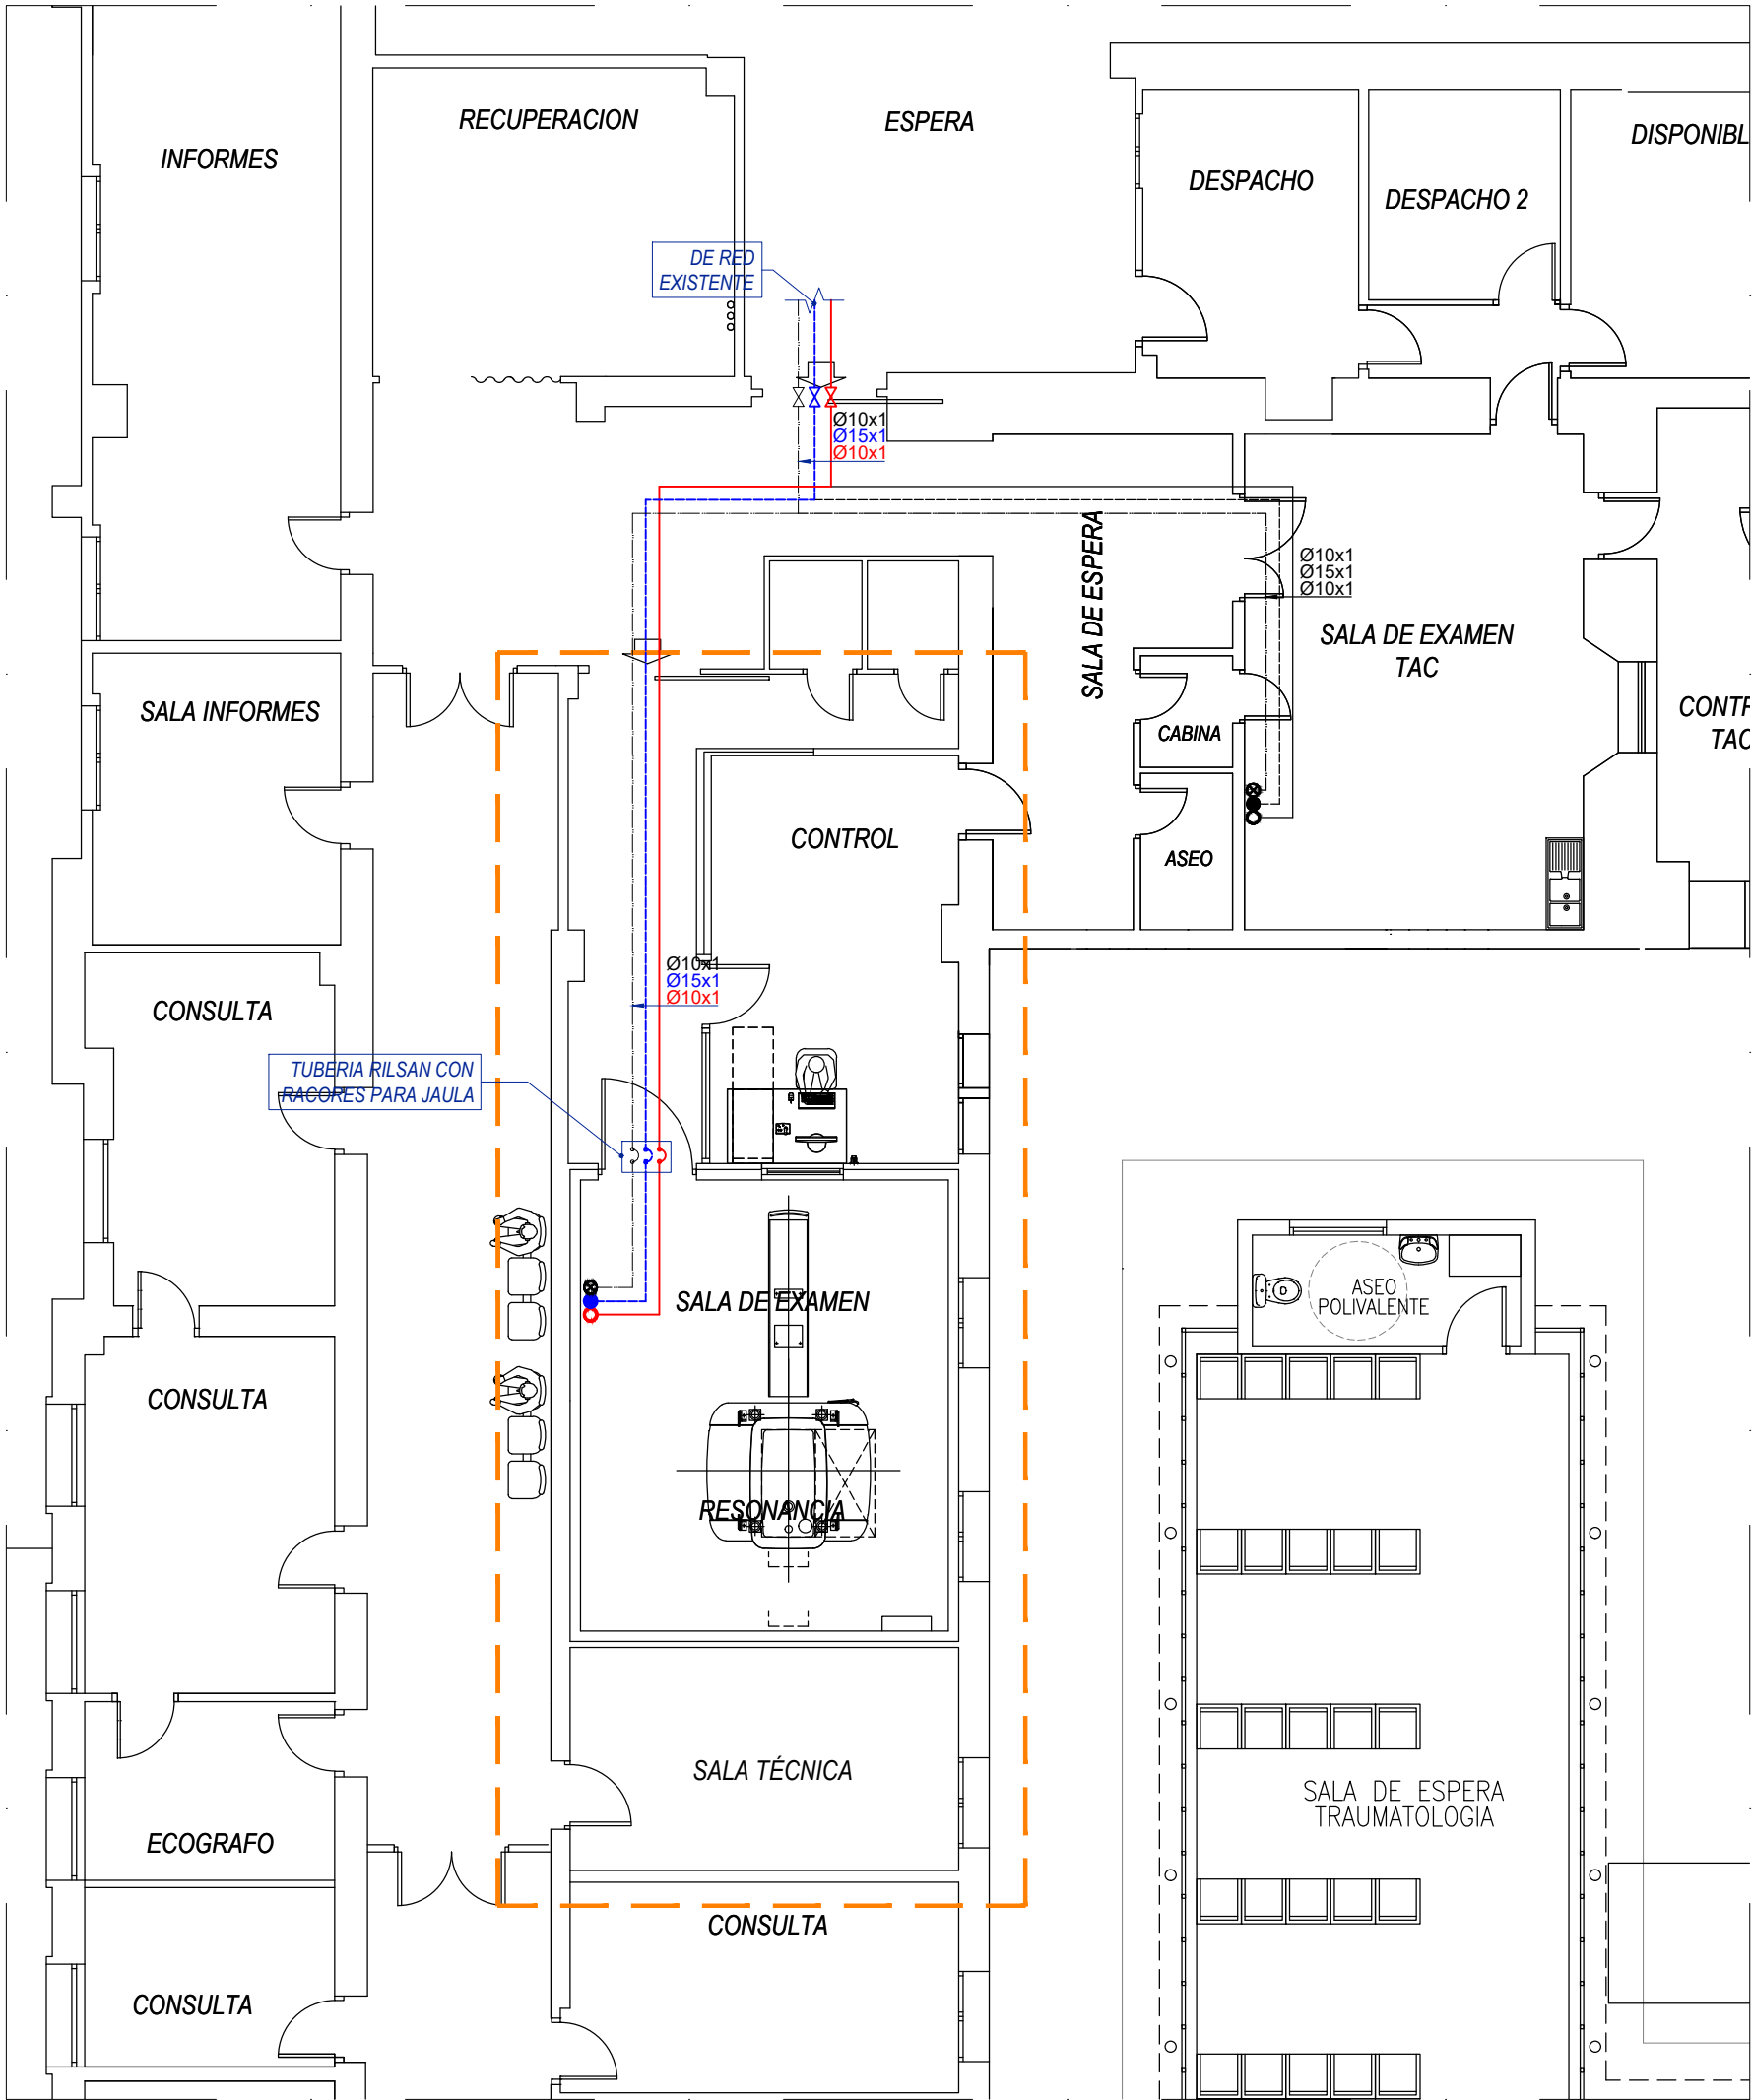 RECUPERACION
ESPERA
INFORMES
DISPONIBL
DESPACHO
DESPACHO 2
DE RED
EXISTENTE
Ø10x1
Ø15x1
Ø10x1
SALA DE ESPERA
Ø10x1
Ø15x1
Ø10x1
SALA DE EXAMEN
TAC
SALA INFORMES
CABINA
CONTR
TAC
CONTROL
ASEO
Ø10x1
Ø15x1
Ø10x1
CONSULTA
TUBERIA RILSAN CON
RACORES PARA JAULA
SALA DE EXAMEN
ASEO
POLIVALENTE
CONSULTA
RESONANCIA
SALA TÉCNICA
SALA DE ESPERA
TRAUMATOLOGIA
ECOGRAFO
CONSULTA
CONSULTA